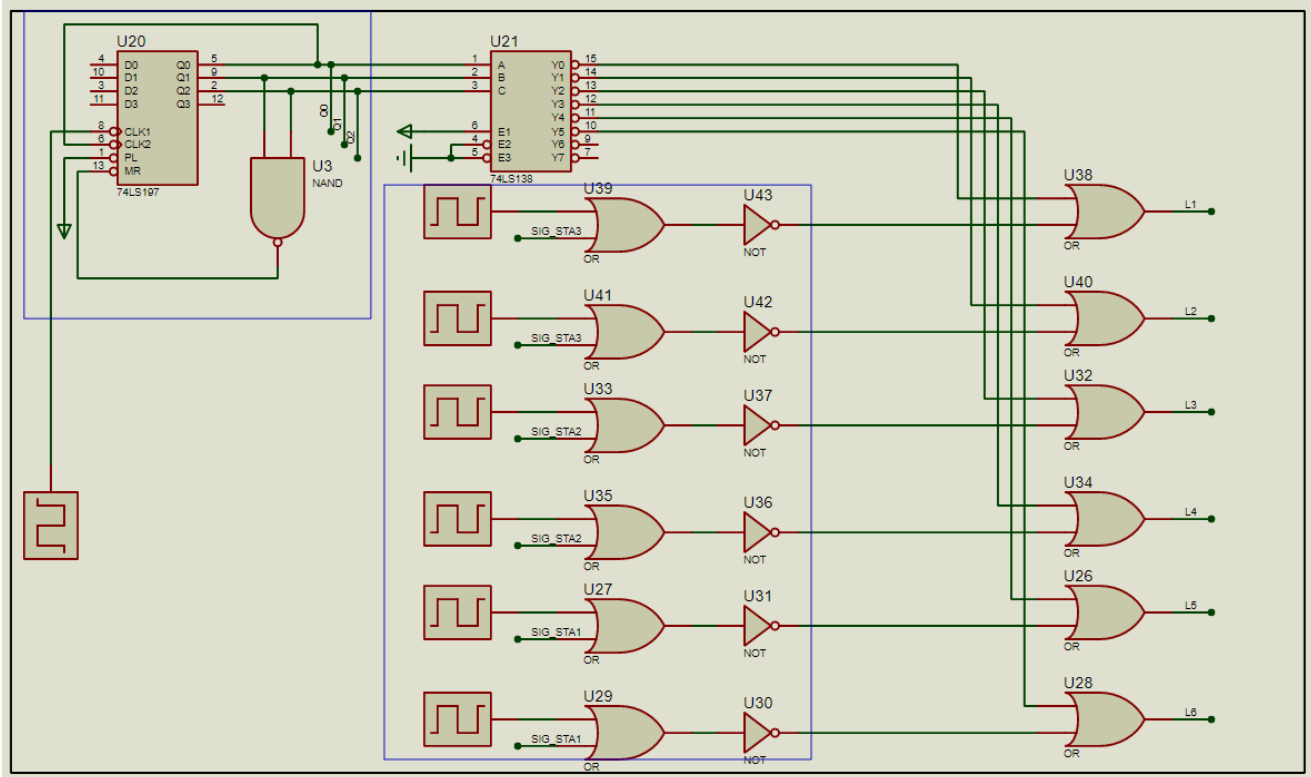 U20
4 D0 Q0 5
10 D1 Q1 9
3 D2 Q2 2
11 D3 Q3 12
8 CLK1
6 CLK2
1 PL
13 MR
74LS197
U3
NAND
Q0
Q1
Q2
U21
1 A Y0 15
2 B Y1 14
3 C Y2 13
Y3 12
Y4 11
6 E1 Y5 10
4 E2 Y6 9
5 E3 Y7 7
74LS138
U39
SIG_STA3
OR
U43
NOT
U38
OR
L1
U41
SIG_STA3
OR
U42
NOT
U40
OR
L2
U33
SIG_STA2
OR
U37
NOT
U32
OR
L3
U35
SIG_STA2
OR
U36
NOT
U34
OR
L4
U27
SIG_STA1
OR
U31
NOT
U26
OR
L5
U29
SIG_STA1
OR
U30
NOT
U28
OR
L6